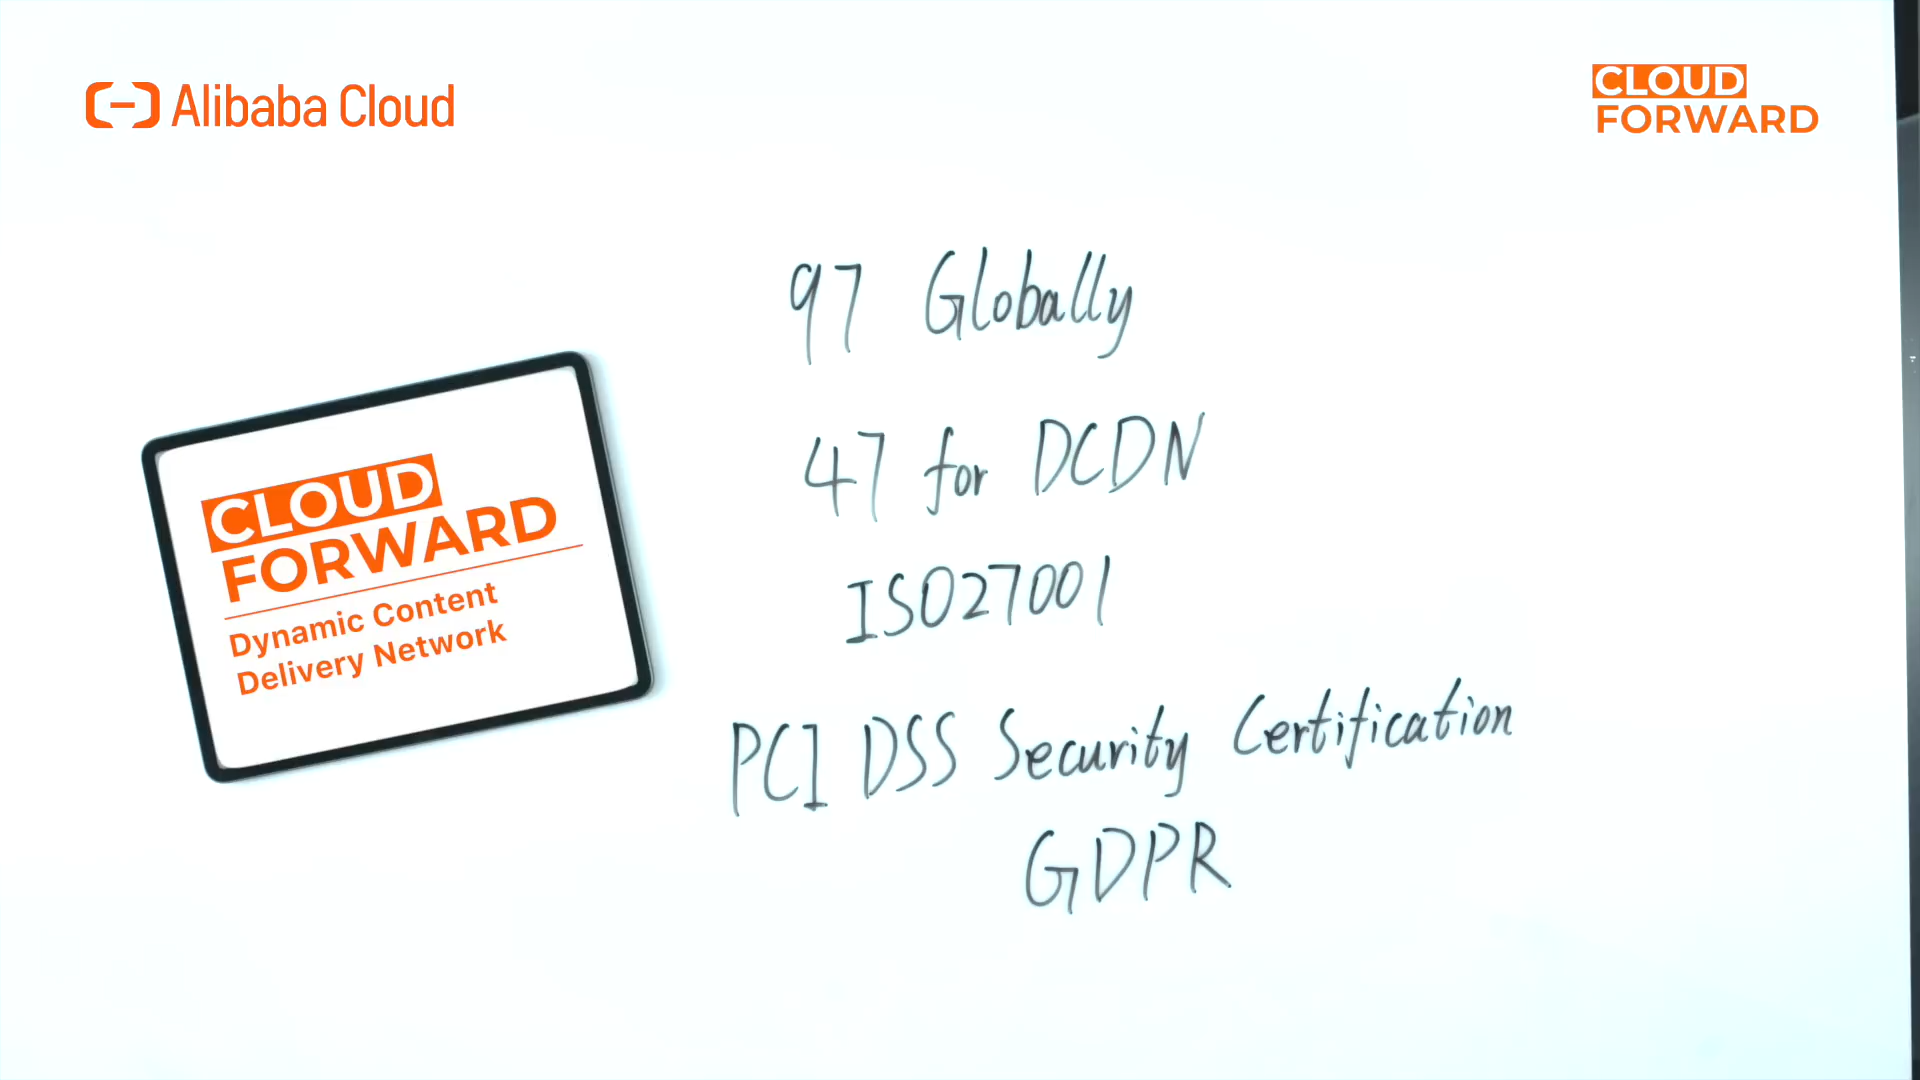 Alibaba Cloud
CLOUD
FORWARD
97 Globally
47 for DCDN
ISO27001
PCI DSS Security Certification
GDPR
CLOUD
FORWARD
Dynamic Content
Delivery Network